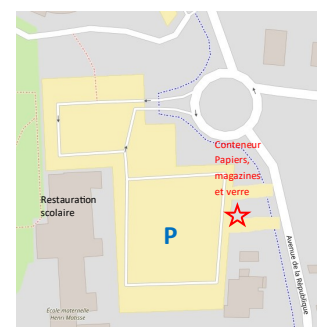 Conteneur
Papiers,
magazines
et verre
Restauration
scolaire
P
Avenue de la République
École maternelle
Henri Matisse